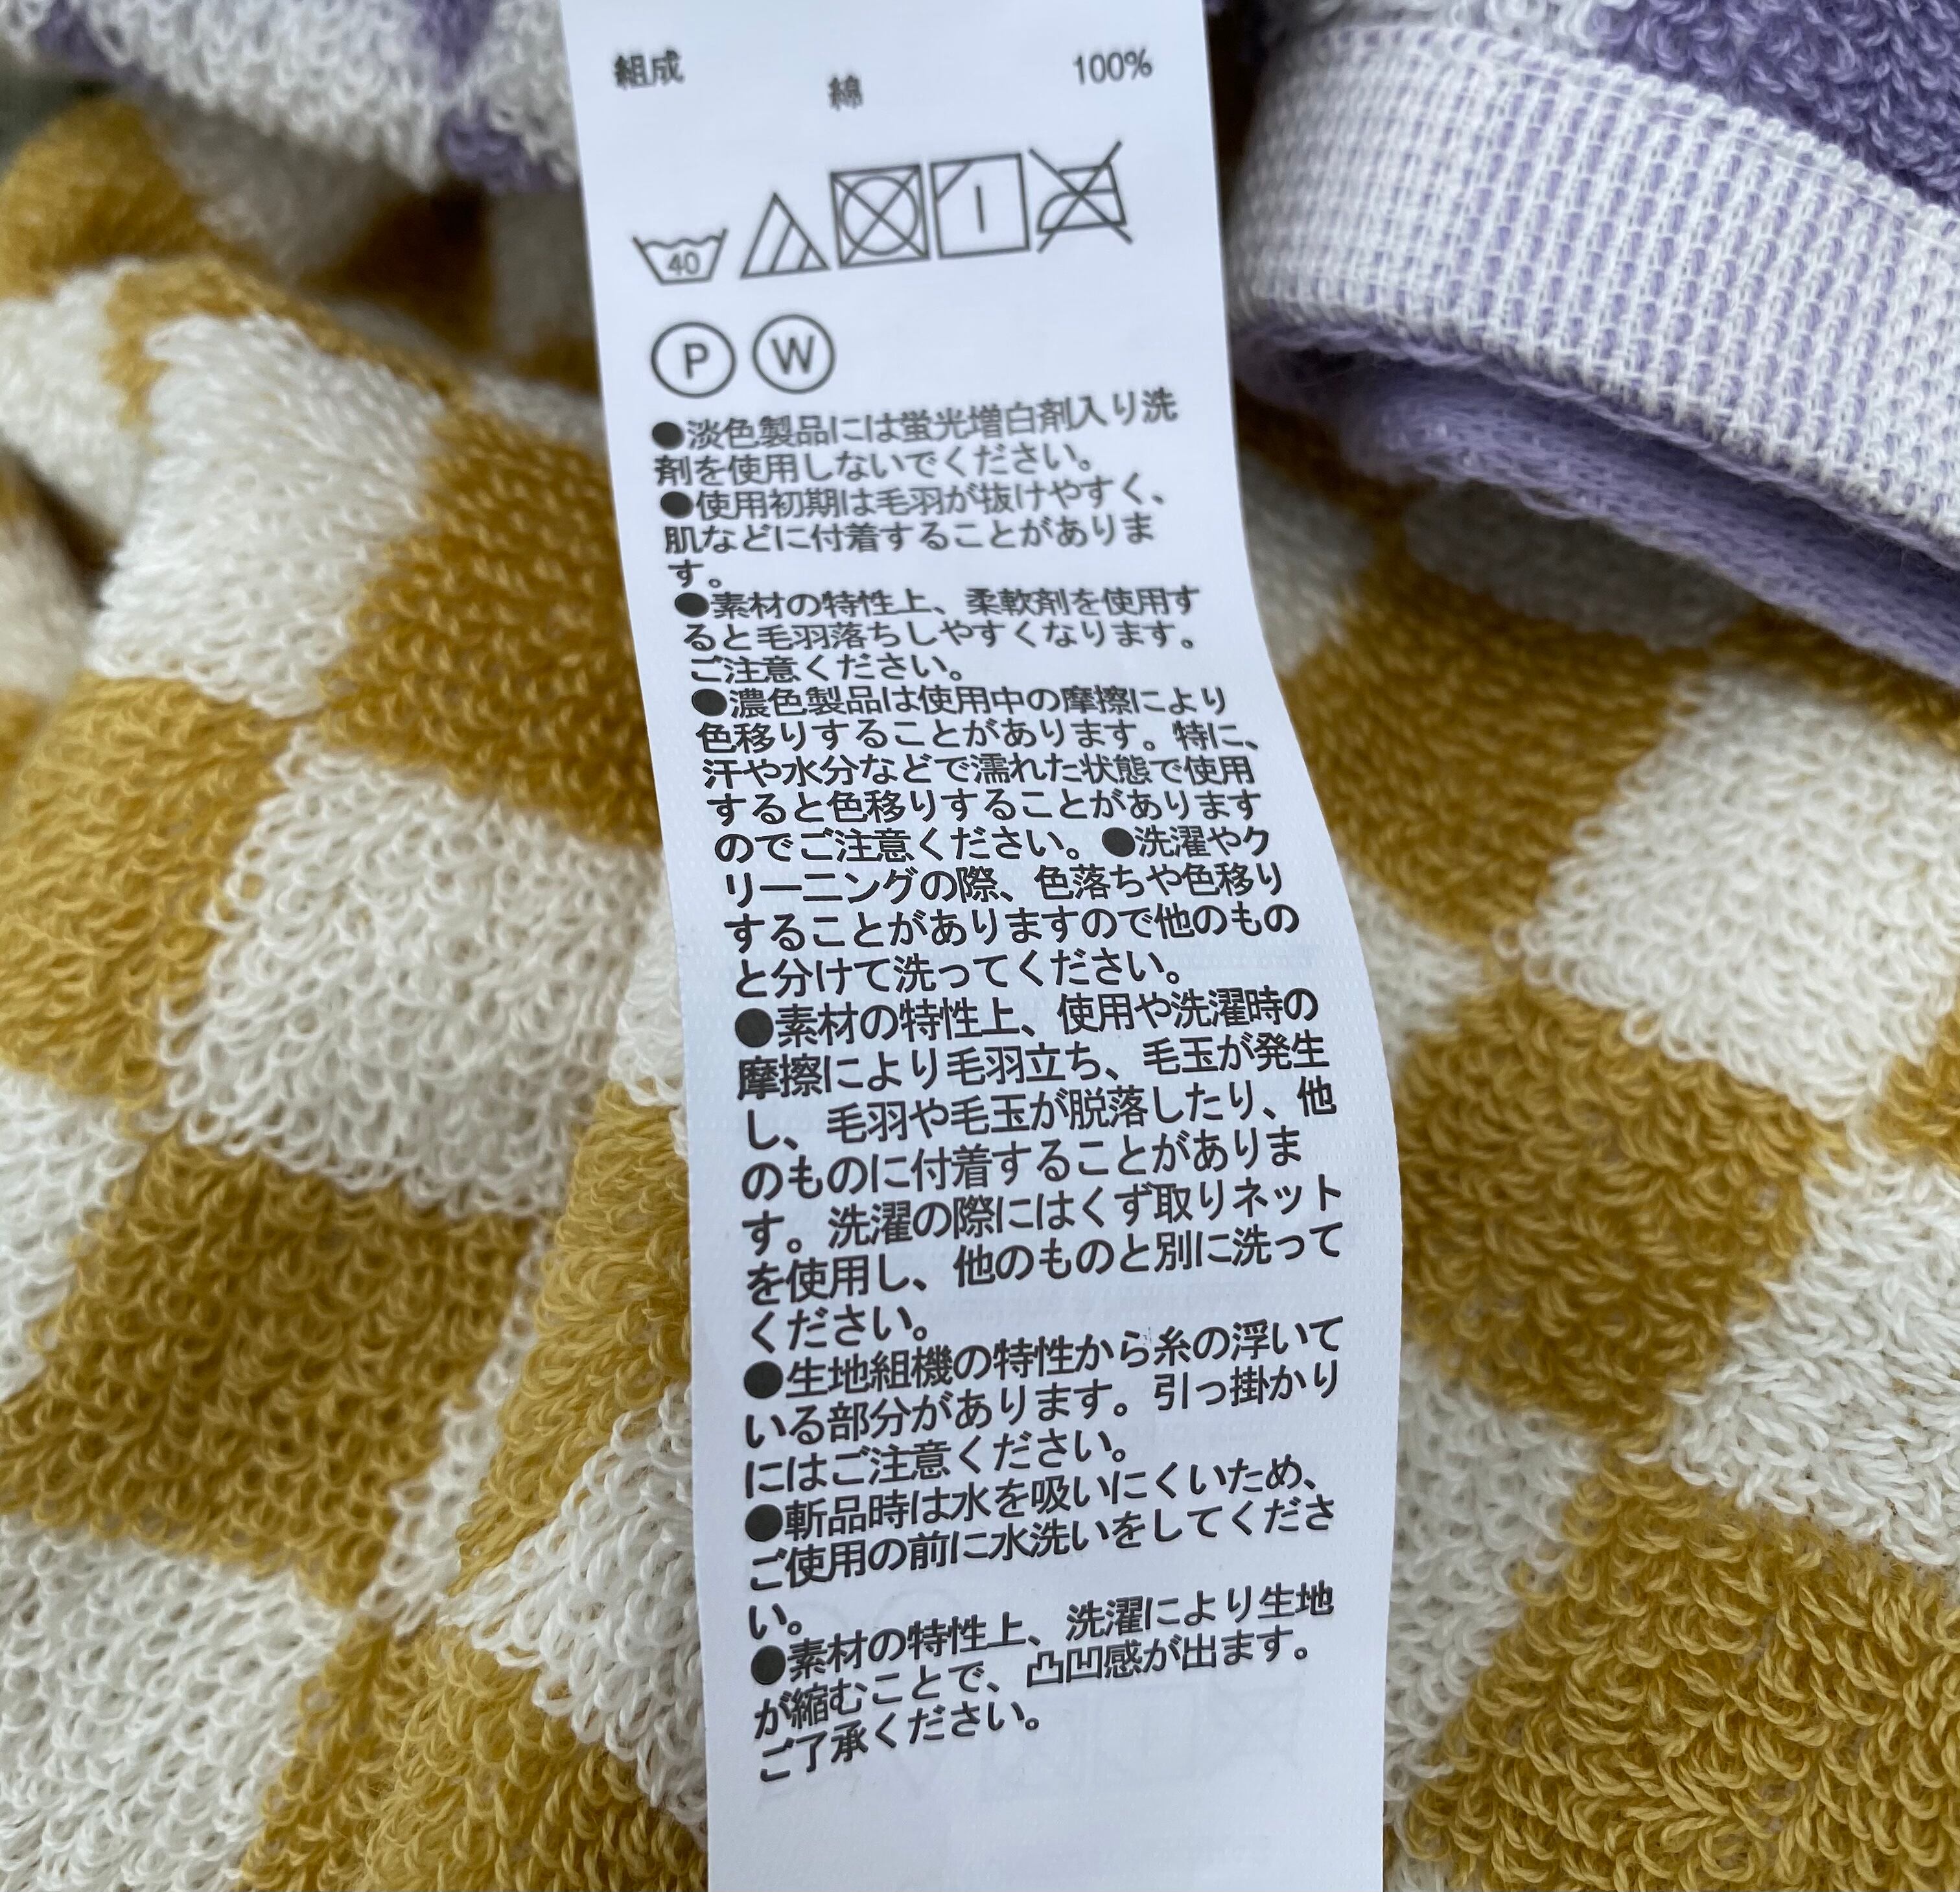 組成 綿 100%
40
P W
●淡色製品には蛍光増白剤入り洗
剤を使用しないでください。
●使用初期は毛羽が抜けやすく、
肌などに付着することがありま
す。
●素材の特性上、柔軟剤を使用す
ると毛羽落ちしやすくなります。
ご注意ください。
●濃色製品は使用中の摩擦により
色移りすることがあります。特に、
汗や水分などで濡れた状態で使用
すると色移りすることがあります
のでご注意ください。●洗濯やク
リーニングの際、色落ちや色移り
することがありますので他のもの
と分けて洗ってください。
●素材の特性上、使用や洗濯時の
摩擦により毛羽立ち、毛玉が発生
し、毛羽や毛玉が脱落したり、他
のものに付着することがありま
す。洗濯の際にはくず取りネット
を使用し、他のものと別に洗って
ください。
●生地組機の特性から糸の浮いて
いる部分があります。引っ掛かり
にはご注意ください。
●斬品時は水を吸いにくいため、
ご使用の前に水洗いをしてくださ
い。
●素材の特性上、洗濯により生地
が縮むことで、凸凹感が出ます。
ご了承ください。